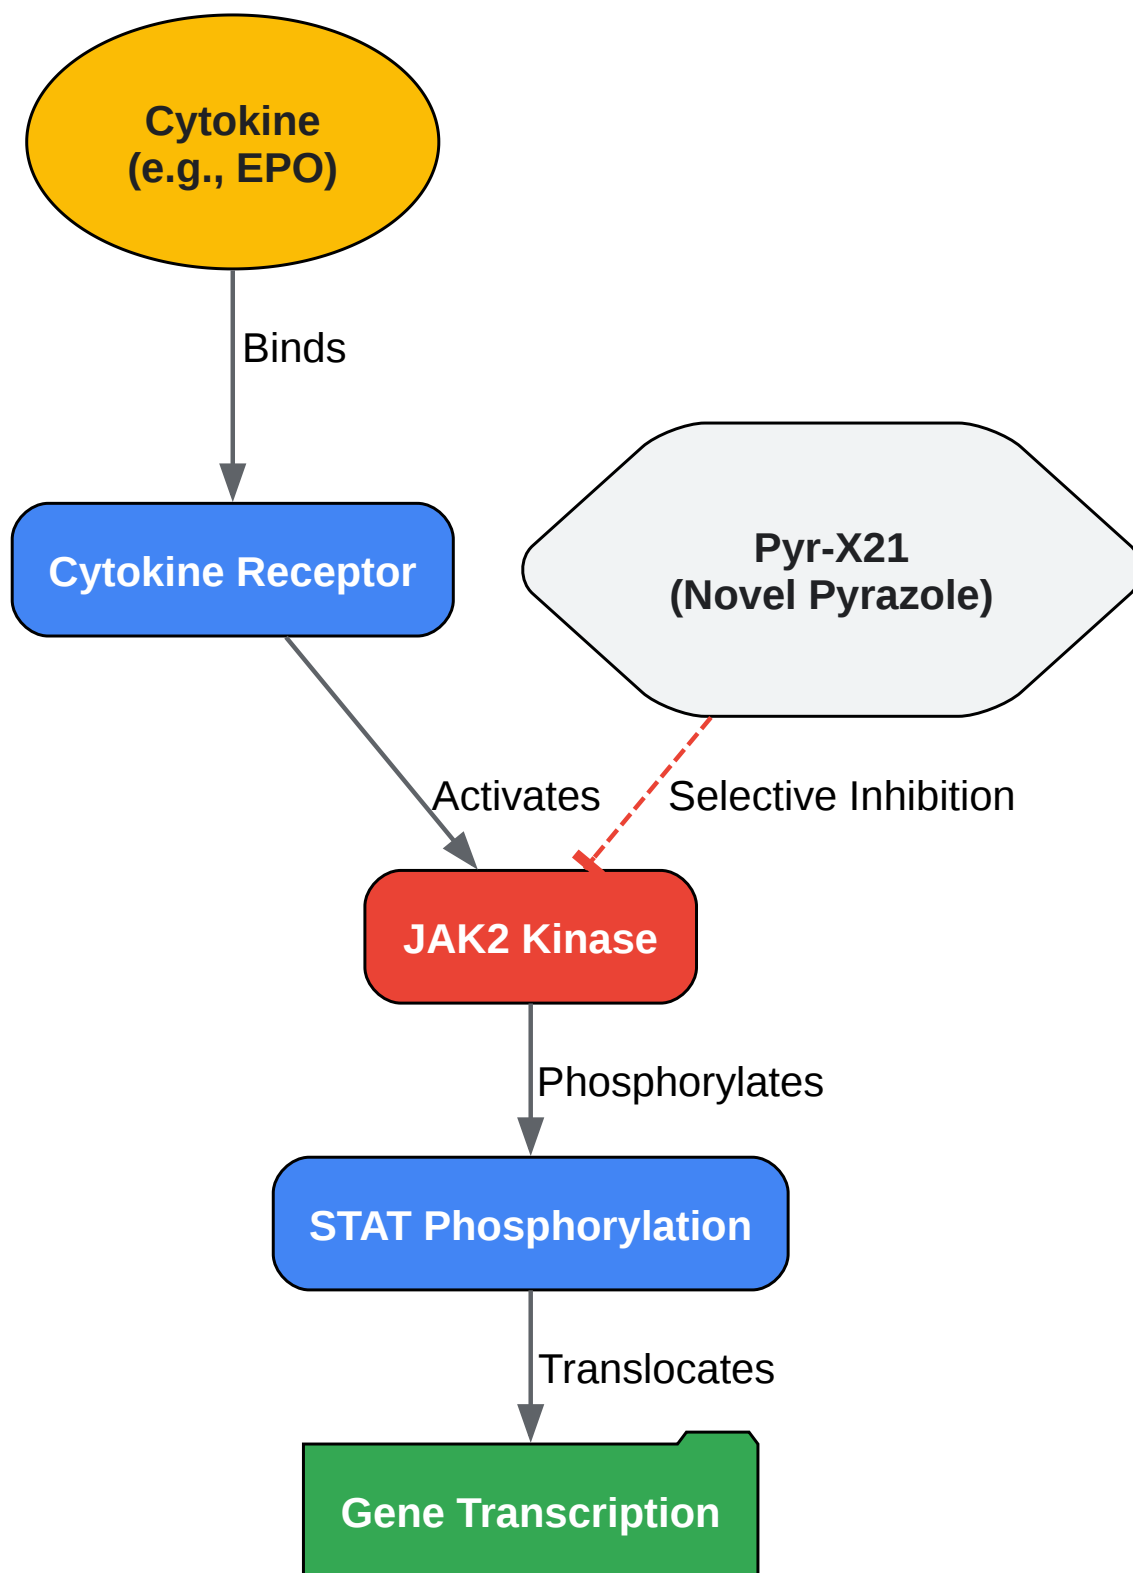 Cytokine
(e.g., EPO)
Binds
Cytokine Receptor
Pyr-X21
(Novel Pyrazole)
Activates
Selective Inhibition
JAK2 Kinase
Phosphorylates
STAT Phosphorylation
Translocates
Gene Transcription